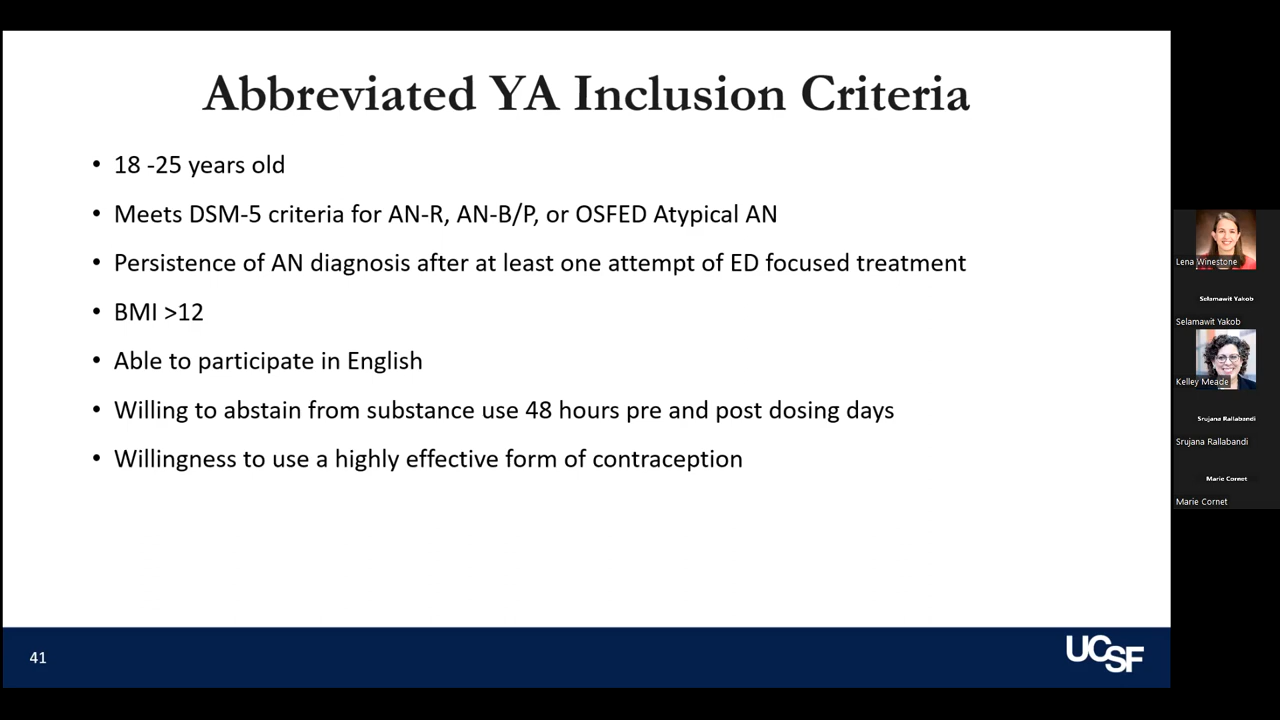 Abbreviated YA Inclusion Criteria
• 18 -25 years old
• Meets DSM-5 criteria for AN-R, AN-B/P, or OSFED Atypical AN
• Persistence of AN diagnosis after at least one attempt of ED focused treatment
• BMI >12
• Able to participate in English
• Willing to abstain from substance use 48 hours pre and post dosing days
• Willingness to use a highly effective form of contraception
41
UCSF
Lena Winestone
Selamawit Yakob
Selamawit Yakob
Kelley Meade
Srujana Rallabandi
Srujana Rallabandi
Marie Cornet
Marie Cornet